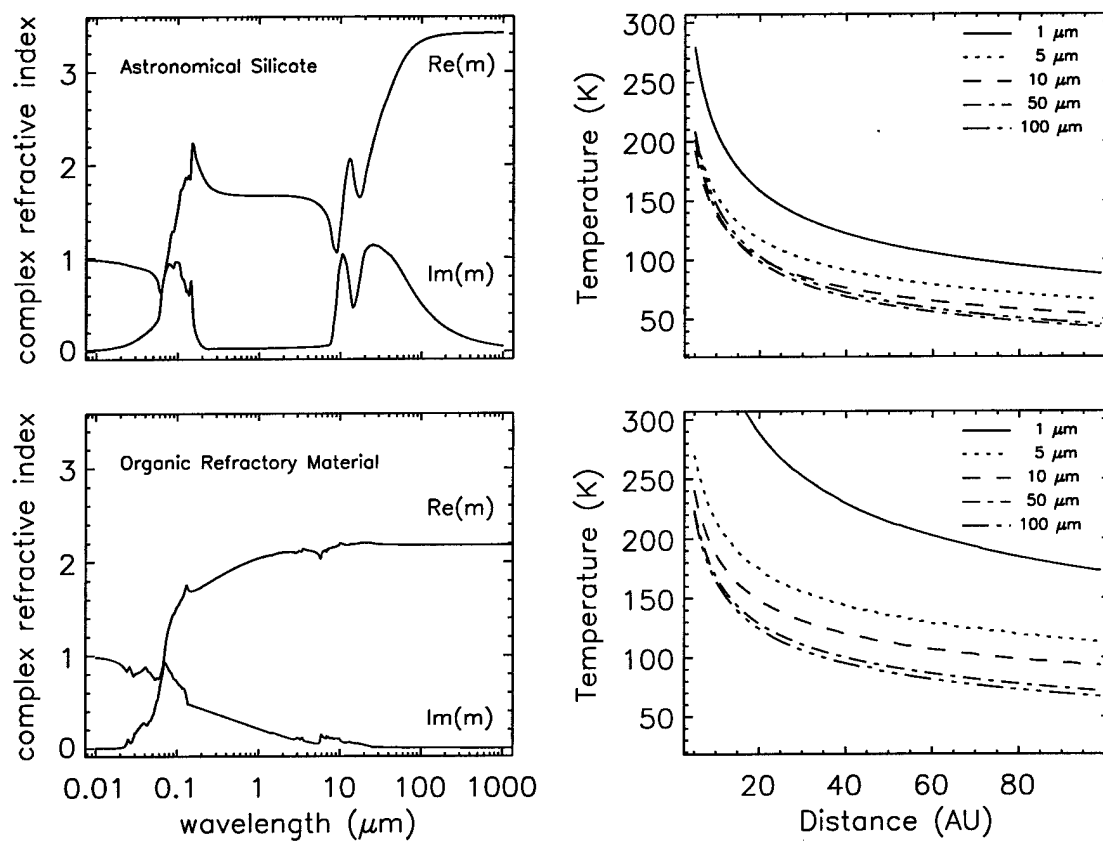 complex refractive index
3
2
1
0
Astronomical Silicate
Re(m)
Im(m)
Temperature (K)
300
250
200
150
100
50
1 μm
5 μm
10 μm
50 μm
100 μm
complex refractive index
3
2
1
0
Organic Refractory Material
Re(m)
Im(m)
0.01 0.1 1 10 100 1000
wavelength (μm)
Temperature (K)
300
250
200
150
100
50
1 μm
5 μm
10 μm
50 μm
100 μm
20 40 60 80
Distance (AU)